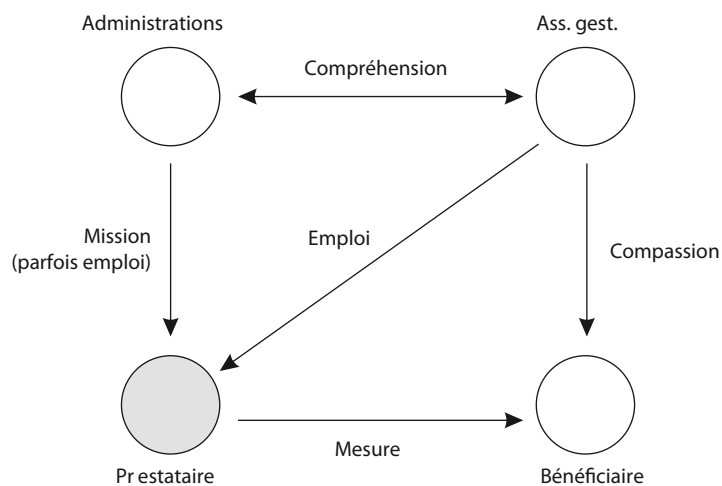 Administrations
Ass. gest.
Compréhension
Mission
(parfois emploi)
Emploi
Compassion
Mesure
Pr estataire
Bénéficiaire